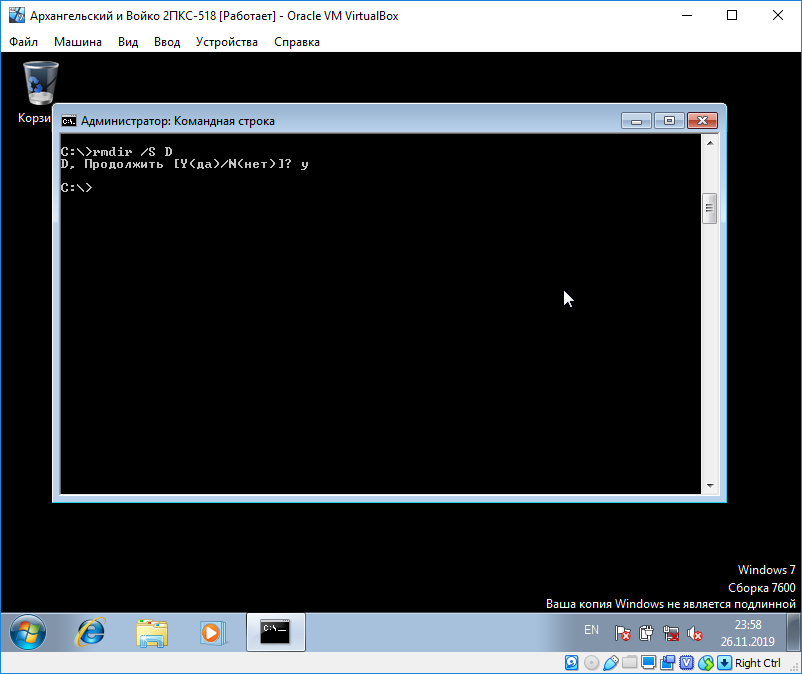 Архангельский и Войко 2ПКС-518 [Работает] - Oracle VM VirtualBox
Файл Машина Вид Ввод Устройства Справка
Администратор: Командная строка
C:\>rmdir /S D
D, Продолжить [Y(да)/N(нет)]? y
C:\>
Windows 7
Сборка 7600
Ваша копия Windows не является подлинной
EN
23:58
26.11.2019
Right Ctrl